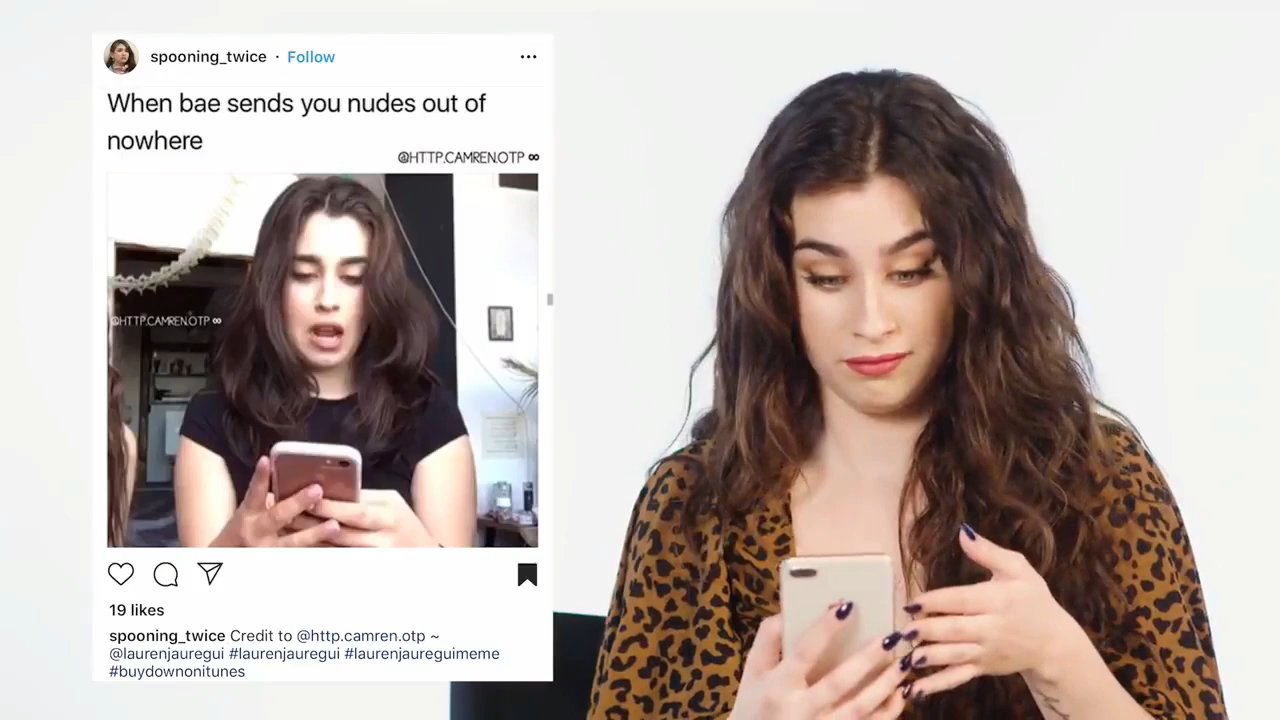 spooning_twice · Follow
When bae sends you nudes out of
nowhere
@HTTP.CAMREN.OTP ∞
@HTTP.CAMREN.OTP ∞
19 likes
spooning_twice Credit to @http.camren.otp ~
@laurenjauregui #laurenjauregui #laurenjaureguimeme
#buydownonitunes